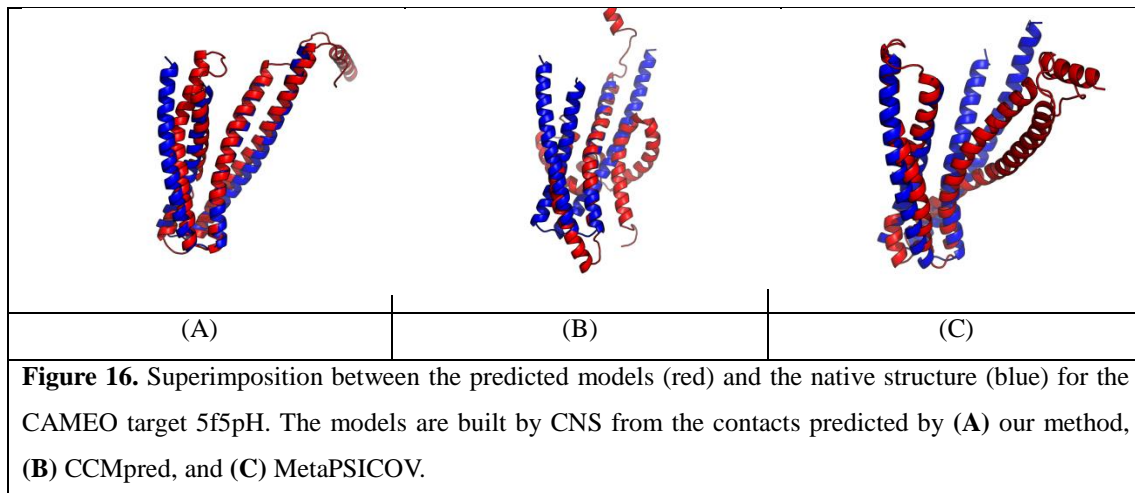 (A) (B) (C)
Figure 16. Superimposition between the predicted models (red) and the native structure (blue) for the
CAMEO target 5f5pH. The models are built by CNS from the contacts predicted by (A) our method,
(B) CCMpred, and (C) MetaPSICOV.